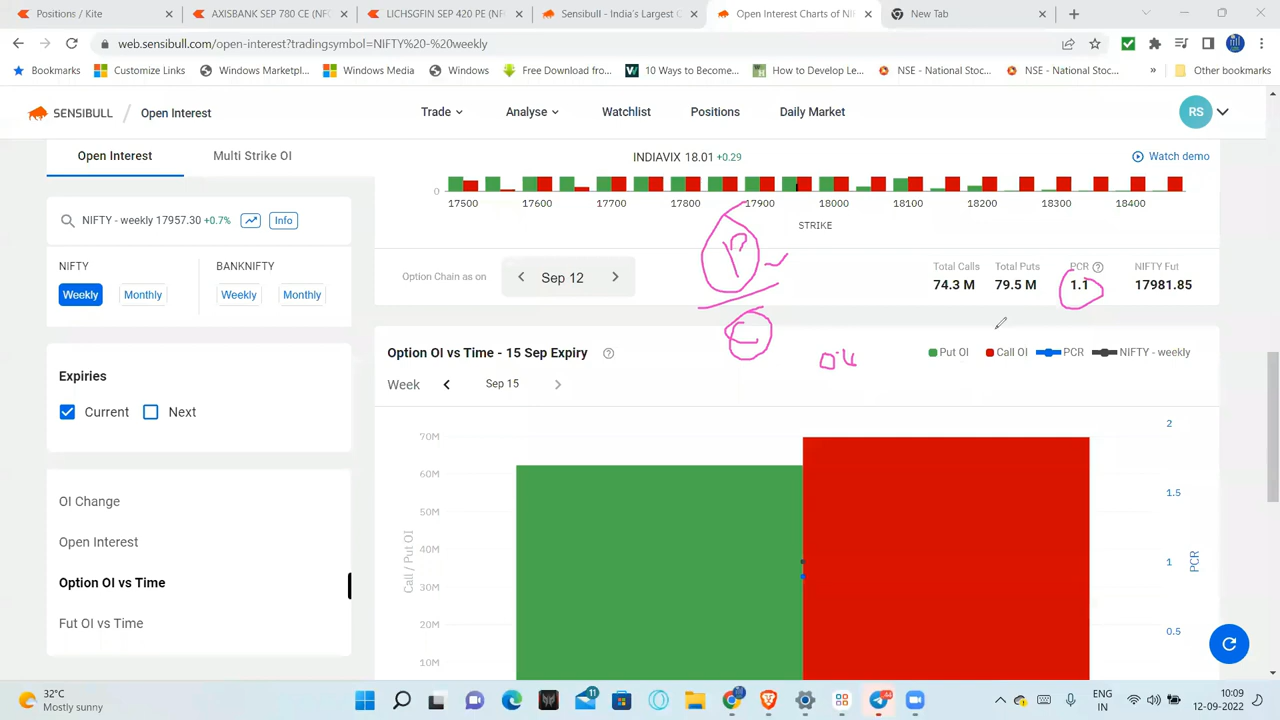 Positions / Kite
AXISBANK SEP 780 CE (NFO
LICHSGFIN SEP 420 PE (NFO
Sensibull - India's Largest O
Open Interest Charts of NIF
New Tab
web.sensibull.com/open-interest?tradingsymbol=NIFTY%20-%20weekly
Bookmarks
Customize Links
Windows Marketpl...
Windows Media
Windows
Free Download fro...
10 Ways to Become...
How to Develop Le...
NSE - National Stoc...
NSE - National Stoc...
»
Other bookmarks
SENSIBULL / Open Interest
Trade
Analyse
Watchlist
Positions
Daily Market
RS
Open Interest
Multi Strike OI
INDIAVIX 18.01 +0.29
Watch demo
0
17500 17600 17700 17800 17900 18000 18100 18200 18300 18400
STRIKE
NIFTY - weekly 17957.30 +0.7%
Info
NIFTY
BANKNIFTY
Weekly
Monthly
Weekly
Monthly
Option Chain as on
Sep 12
Total Calls Total Puts PCR NIFTY Fut
74.3 M 79.5 M 1.1 17981.85
P
C
Option OI vs Time - 15 Sep Expiry
Put OI Call OI PCR NIFTY - weekly
Week
Sep 15
Expiries
Current
Next
OI Change
Open Interest
Option OI vs Time
Fut OI vs Time
70M
60M
50M
40M
30M
20M
10M
Call / Put OI
2
1.5
1
0.5
PCR
32°C
Mostly sunny
11
44
ENG
IN
10:09
12-09-2022